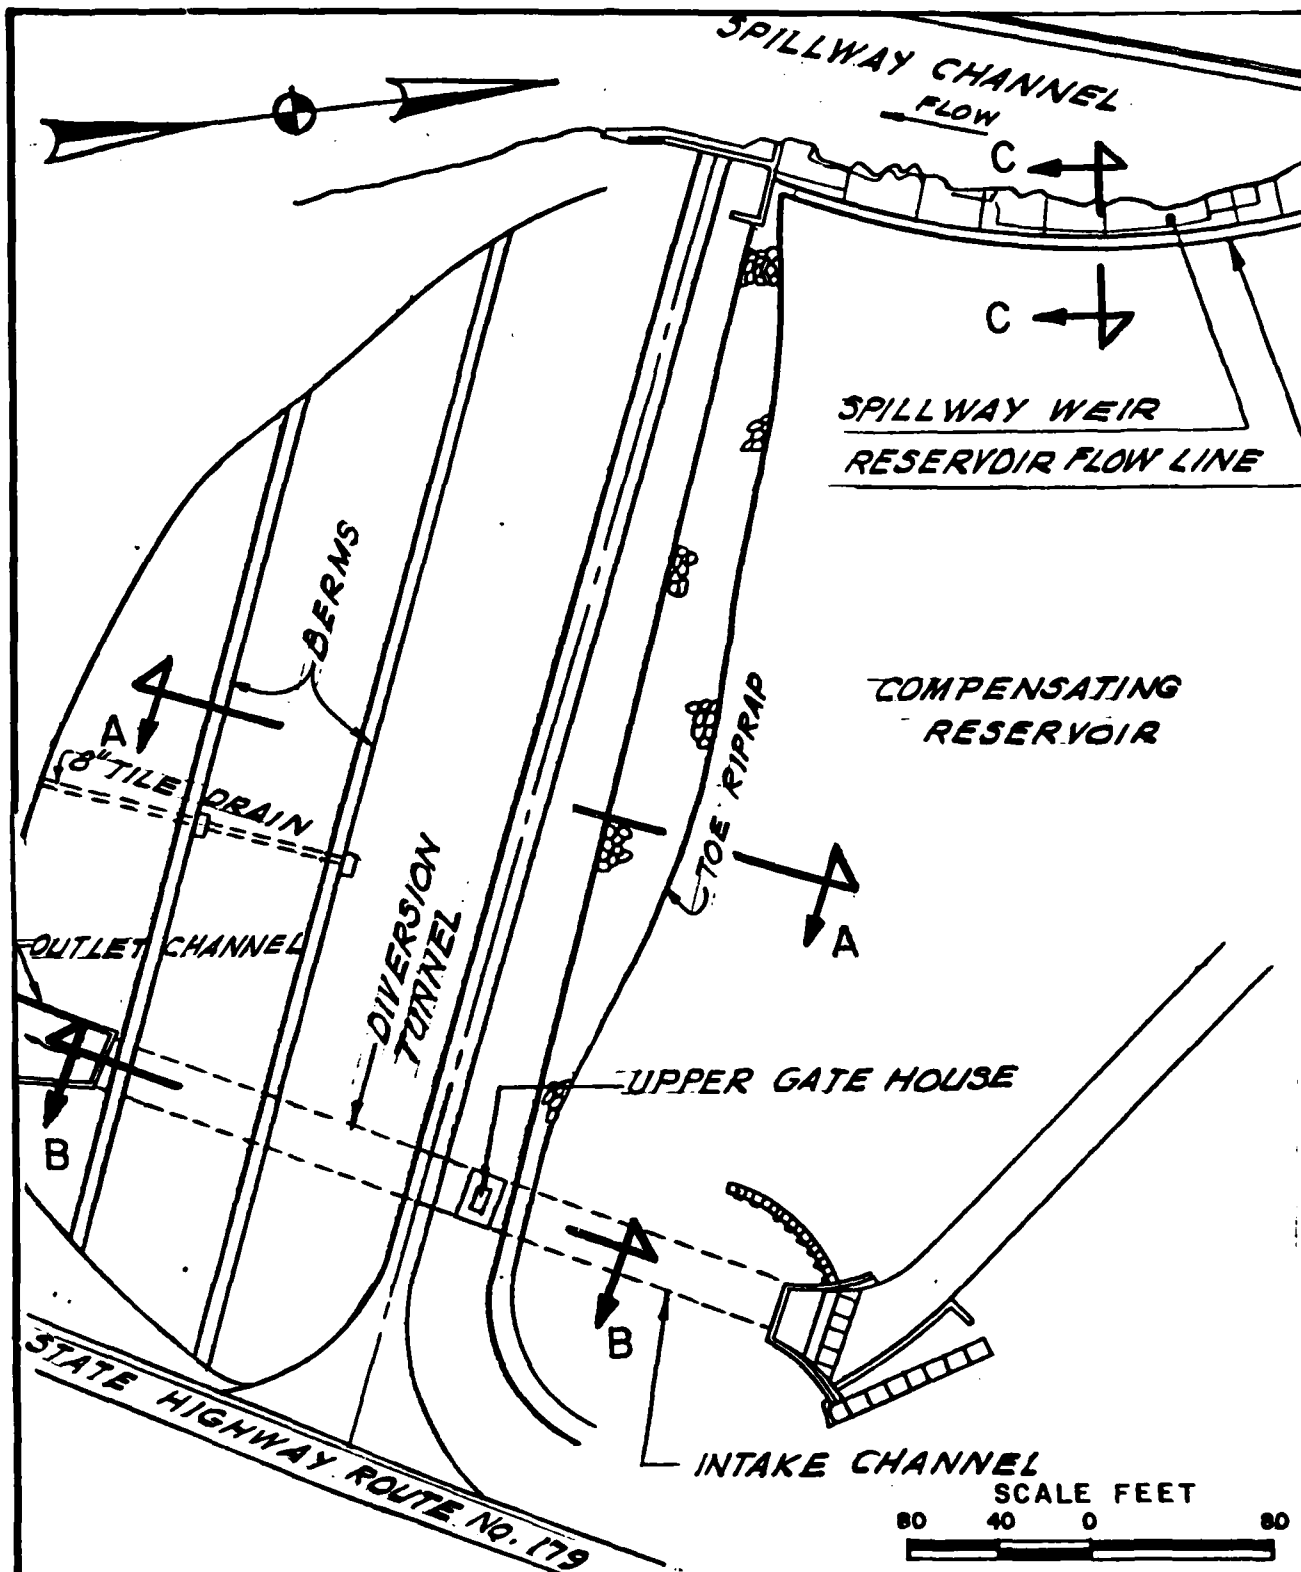 SPILLWAY CHANNEL
FLOW
C
C
SPILLWAY WEIR
RESERVOIR FLOW LINE
BERMS
COMPENSATING
RESERVOIR
A
8" TILE DRAIN
TOE RIPRAP
DIVERSION
TUNNEL
A
OUTLET CHANNEL
UPPER GATE HOUSE
B
B
STATE HIGHWAY ROUTE NO. 179
INTAKE CHANNEL
SCALE FEET
80 40 0 80